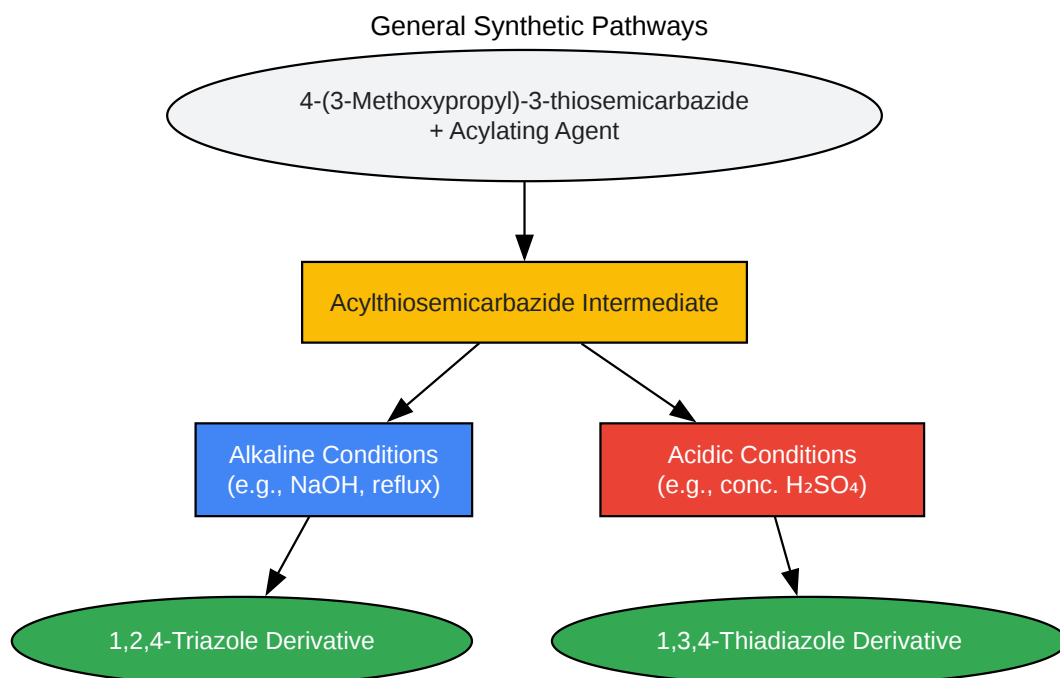 General Synthetic Pathways
4-(3-Methoxypropyl)-3-thiosemicarbazide
+ Acylating Agent
Acylthiosemicarbazide Intermediate
Alkaline Conditions
(e.g., NaOH, reflux)
Acidic Conditions
(e.g., conc. H₂SO₄)
1,2,4-Triazole Derivative
1,3,4-Thiadiazole Derivative